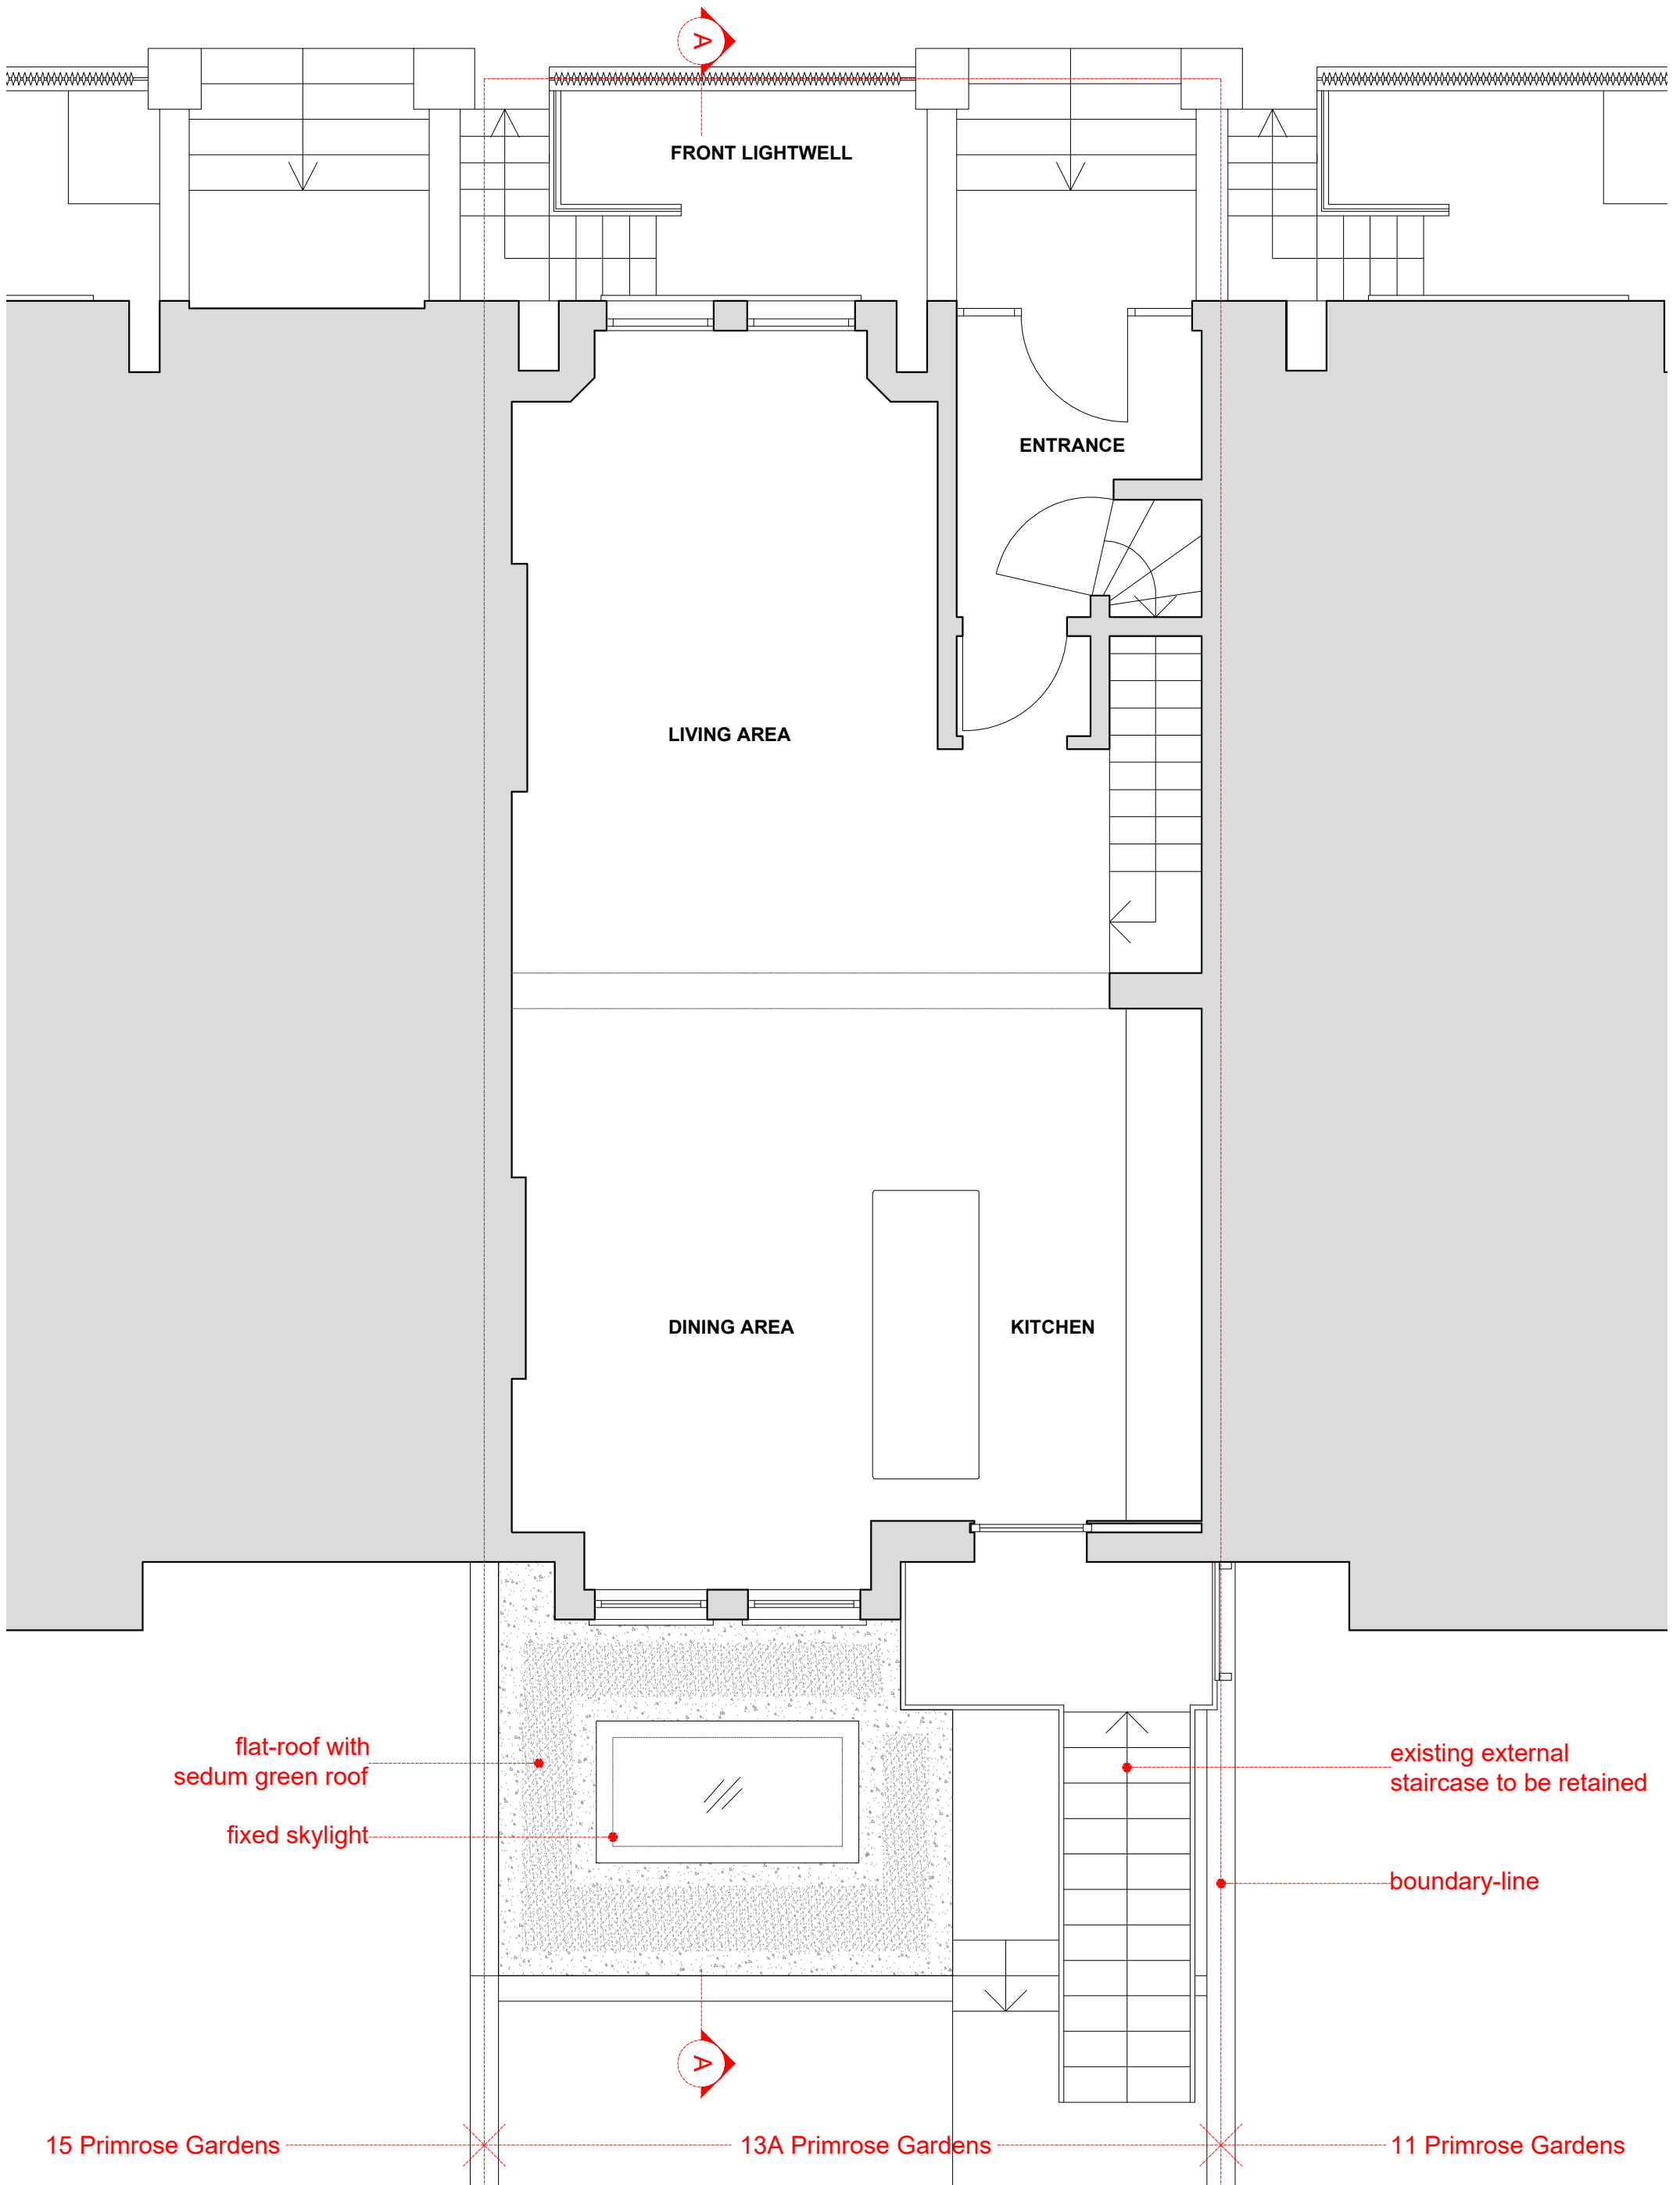 A
FRONT LIGHTWELL
ENTRANCE
LIVING AREA
DINING AREA
KITCHEN
flat-roof with
sedum green roof
fixed skylight
existing external
staircase to be retained
boundary-line
A
15 Primrose Gardens
13A Primrose Gardens
11 Primrose Gardens